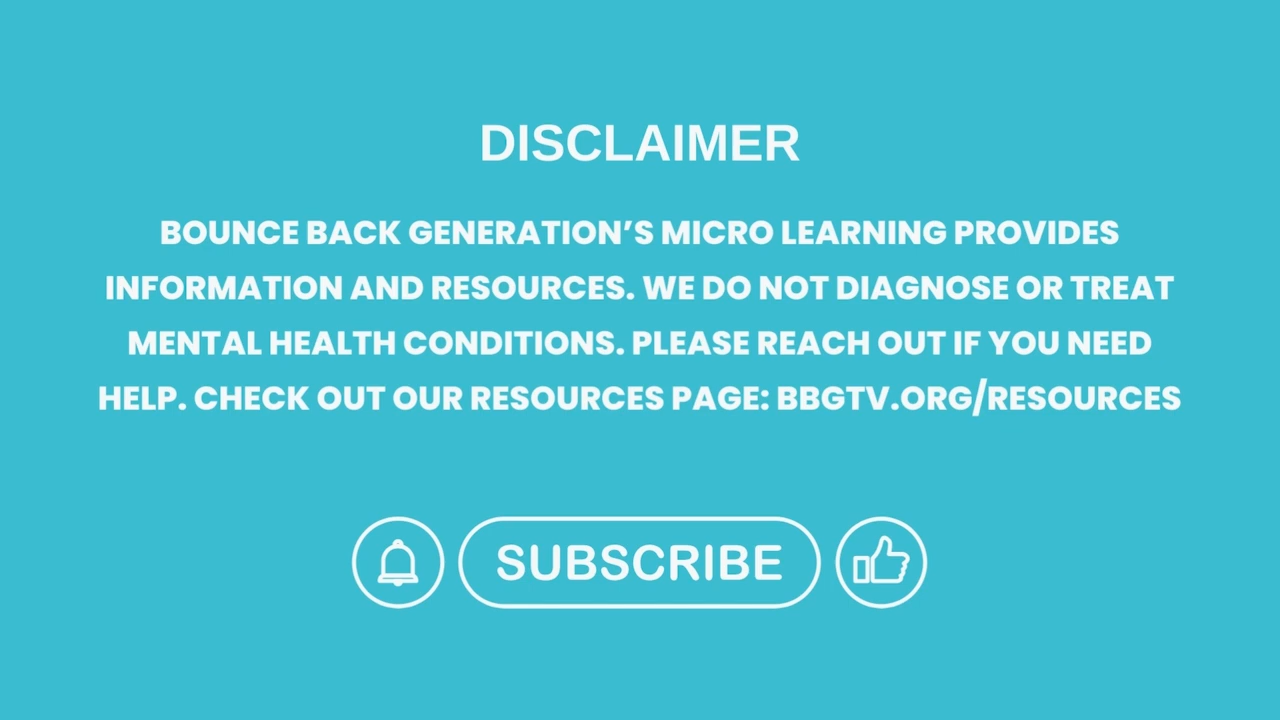 DISCLAIMER
BOUNCE BACK GENERATION’S MICRO LEARNING PROVIDES
INFORMATION AND RESOURCES. WE DO NOT DIAGNOSE OR TREAT
MENTAL HEALTH CONDITIONS. PLEASE REACH OUT IF YOU NEED
HELP. CHECK OUT OUR RESOURCES PAGE: BBGTV.ORG/RESOURCES
SUBSCRIBE